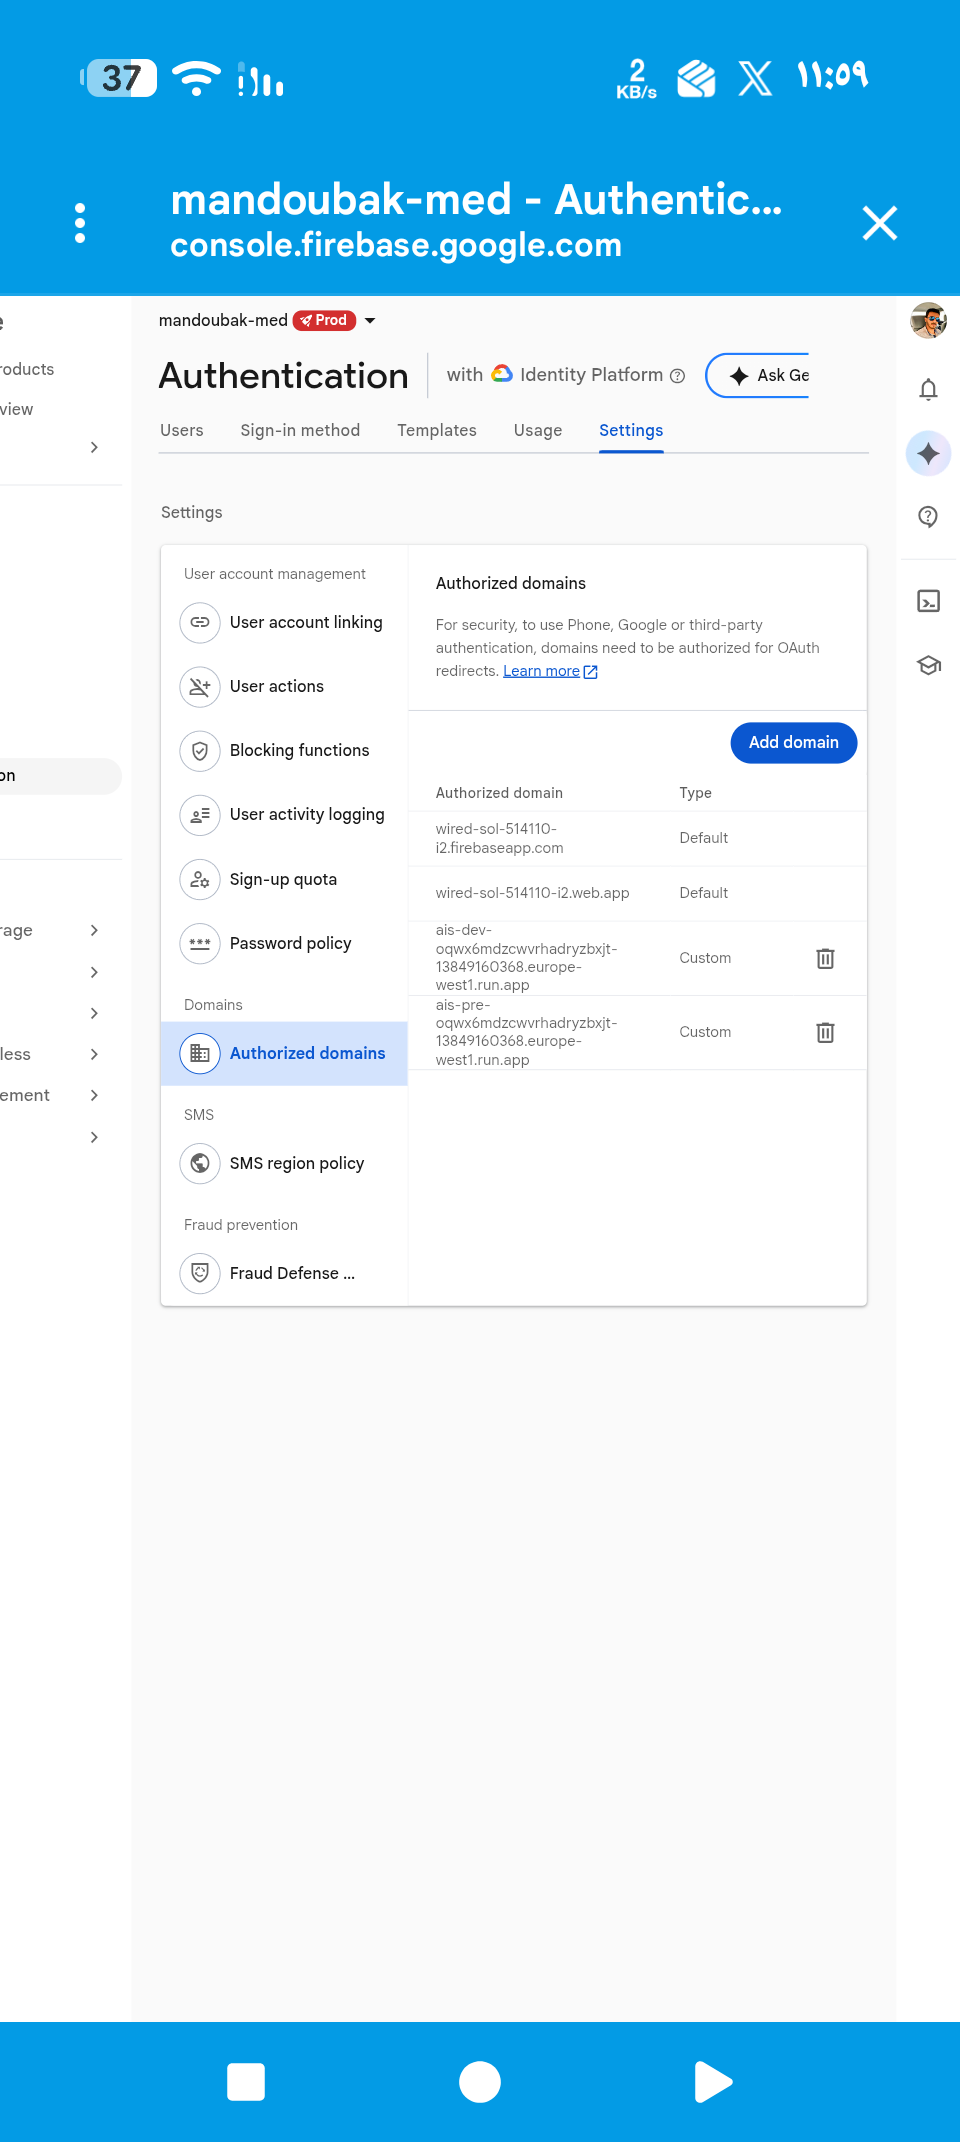 37
2
KB/s
١١:٥٩
mandoubak-med - Authentic...
console.firebase.google.com
e
roducts
view
on
rage
less
ement
mandoubak-med
Prod
Authentication
with Identity Platform
Ask Ge
Users Sign-in method Templates Usage Settings
Settings
User account management
User account linking
User actions
Blocking functions
User activity logging
Sign-up quota
Password policy
Domains
Authorized domains
SMS
SMS region policy
Fraud prevention
Fraud Defense ...
Authorized domains
For security, to use Phone, Google or third-party
authentication, domains need to be authorized for OAuth
redirects. Learn more
Add domain
Authorized domain Type
wired-sol-514110-
i2.firebaseapp.com
Default
wired-sol-514110-i2.web.app Default
ais-dev-
oqwx6mdzcwvrhadryzbxjt-
13849160368.europe-
west1.run.app
Custom
ais-pre-
oqwx6mdzcwvrhadryzbxjt-
13849160368.europe-
west1.run.app
Custom